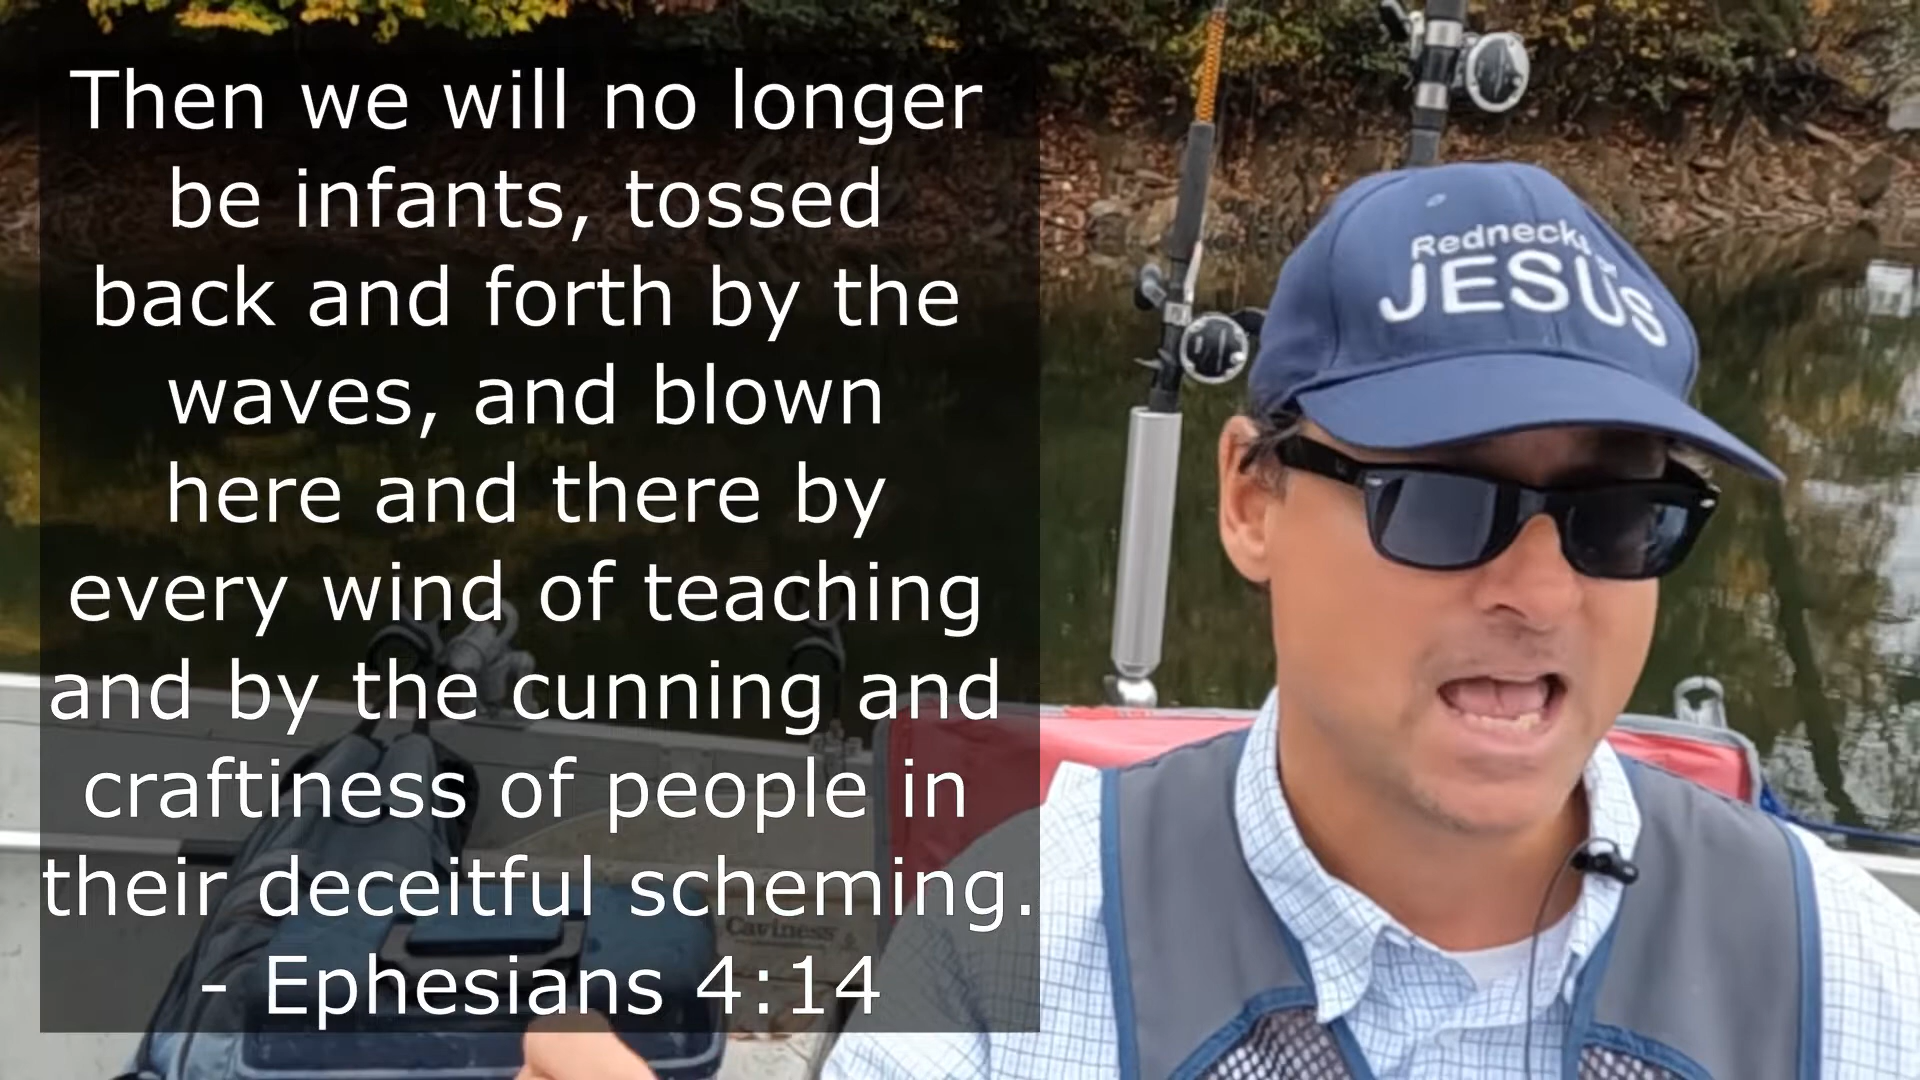 Then we will no longer
be infants, tossed
back and forth by the
waves, and blown
here and there by
every wind of teaching
and by the cunning and
craftiness of people in
their deceitful scheming.
- Ephesians 4:14
JESUS
Caviness